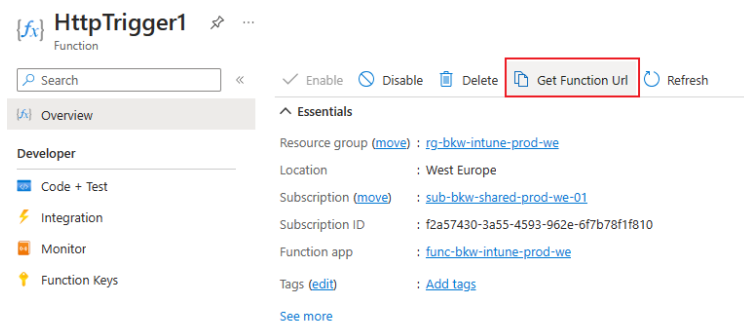 {fx} HttpTrigger1 ...
Function
Search «
Enable Disable Delete Get Function Url Refresh
{fx} Overview
Developer
Code + Test
Integration
Monitor
Function Keys
Essentials
Resource group (move) : rg-bkw-intune-prod-we
Location : West Europe
Subscription (move) : sub-bkw-shared-prod-we-01
Subscription ID : f2a57430-3a55-4593-962e-6f7b78f1f810
Function app : func-bkw-intune-prod-we
Tags (edit) : Add tags
See more